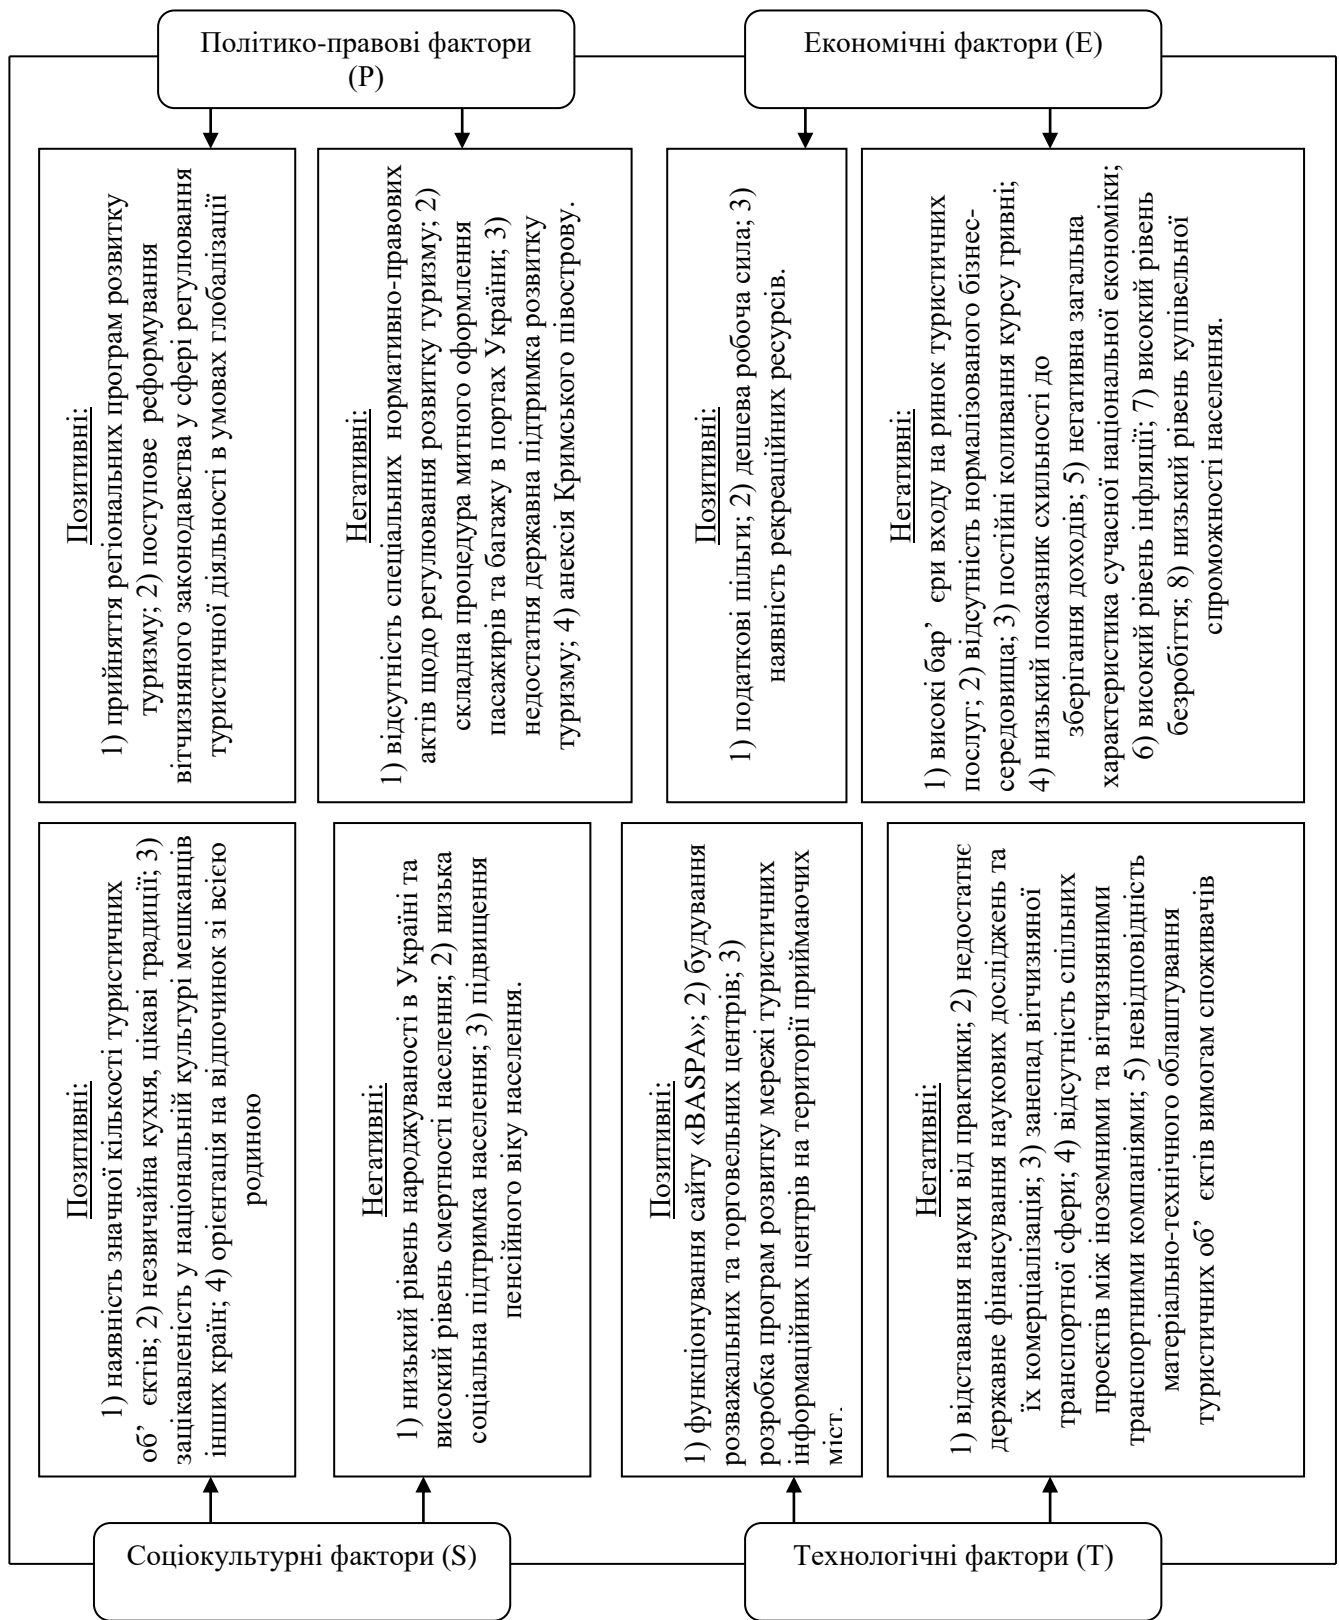 Політико-правові фактори
(P)
Економічні фактори (E)
Позитивні:
1) прийняття регіональних програм розвитку
туризму; 2) поступове реформування
вітчизняного законодавства у сфері регулювання
туристичної діяльності в умовах глобалізації
Негативні:
1) відсутність спеціальних нормативно-правових
актів щодо регулювання розвитку туризму; 2)
складна процедура митного оформлення
пасажирів та багажу в портах України; 3)
недостатня державна підтримка розвитку
туризму; 4) анексія Кримського півострову.
Позитивні:
1) податкові пільги; 2) дешева робоча сила; 3)
наявність рекреаційних ресурсів.
Негативні:
1) високі бар’ єри входу на ринок туристичних
послуг; 2) відсутність нормалізованого бізнес-
середовища; 3) постійні коливання курсу гривні;
4) низький показник схильності до
зберігання доходів; 5) негативна загальна
характеристика сучасної національної економіки;
6) високий рівень інфляції; 7) високий рівень
безробіття; 8) низький рівень купівельної
спроможності населення.
Позитивні:
1) наявність значної кількості туристичних
об’ єктів; 2) незвичайна кухня, цікаві традиції; 3)
зацікавленість у національній культурі мешканців
інших країн; 4) орієнтація на відпочинок зі всією
родиною
Негативні:
1) низький рівень народжуваності в Україні та
високий рівень смертності населення; 2) низька
соціальна підтримка населення; 3) підвищення
пенсійного віку населення.
Позитивні:
1) функціонування сайту «BASPA»; 2) будування
розважальних та торговельних центрів; 3)
розробка програм розвитку мережі туристичних
інформаційних центрів на території приймаючих
міст.
Негативні:
1) відставання науки від практики; 2) недостатнє
державне фінансування наукових досліджень та
їх комерціалізація; 3) занепад вітчизняної
транспортної сфери; 4) відсутність спільних
проектів між іноземними та вітчизняними
транспортними компаніями; 5) невідповідність
матеріально-технічного облаштування
туристичних об’ єктів вимогам споживачів
Соціокультурні фактори (S)
Технологічні фактори (T)